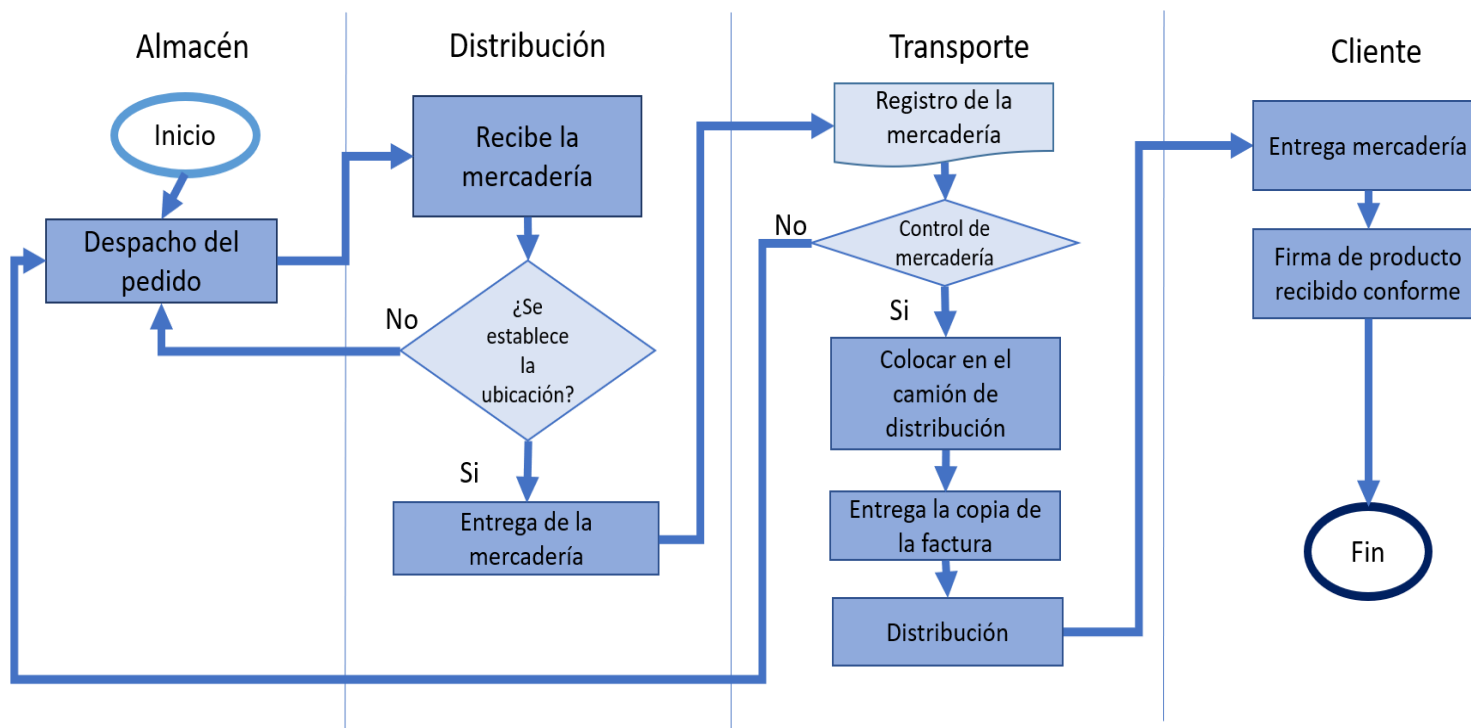 Almacén
Inicio
Despacho del
pedido
Distribución
Recibe la
mercadería
¿Se
establece
la
ubicación?
No
Si
Entrega de la
mercadería
Transporte
Registro de la
mercadería
Control de
mercadería
No
Si
Colocar en el
camión de
distribución
Entrega la copia de
la factura
Distribución
Cliente
Entrega mercadería
Firma de producto
recibido conforme
Fin